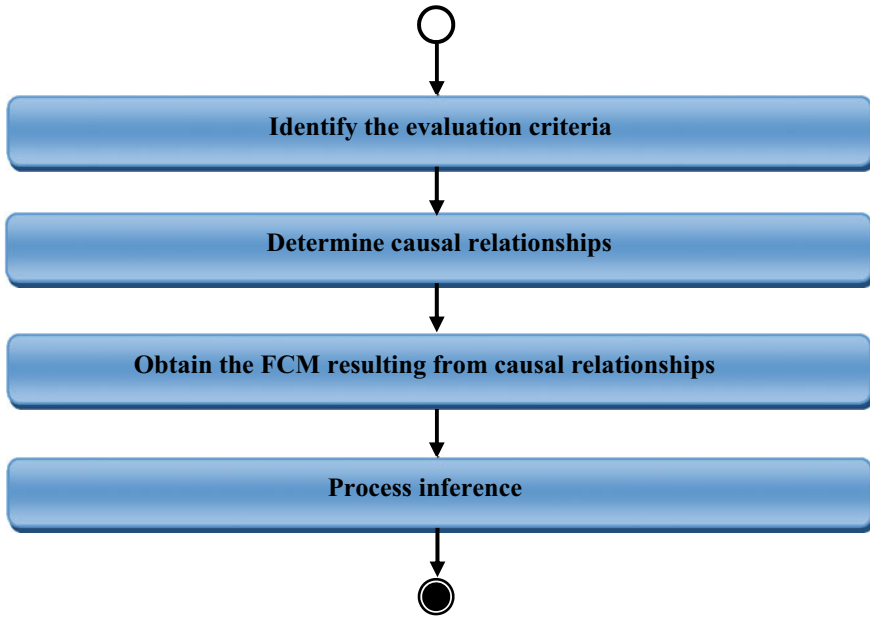 Identify the evaluation criteria
Determine causal relationships
Obtain the FCM resulting from causal relationships
Process inference